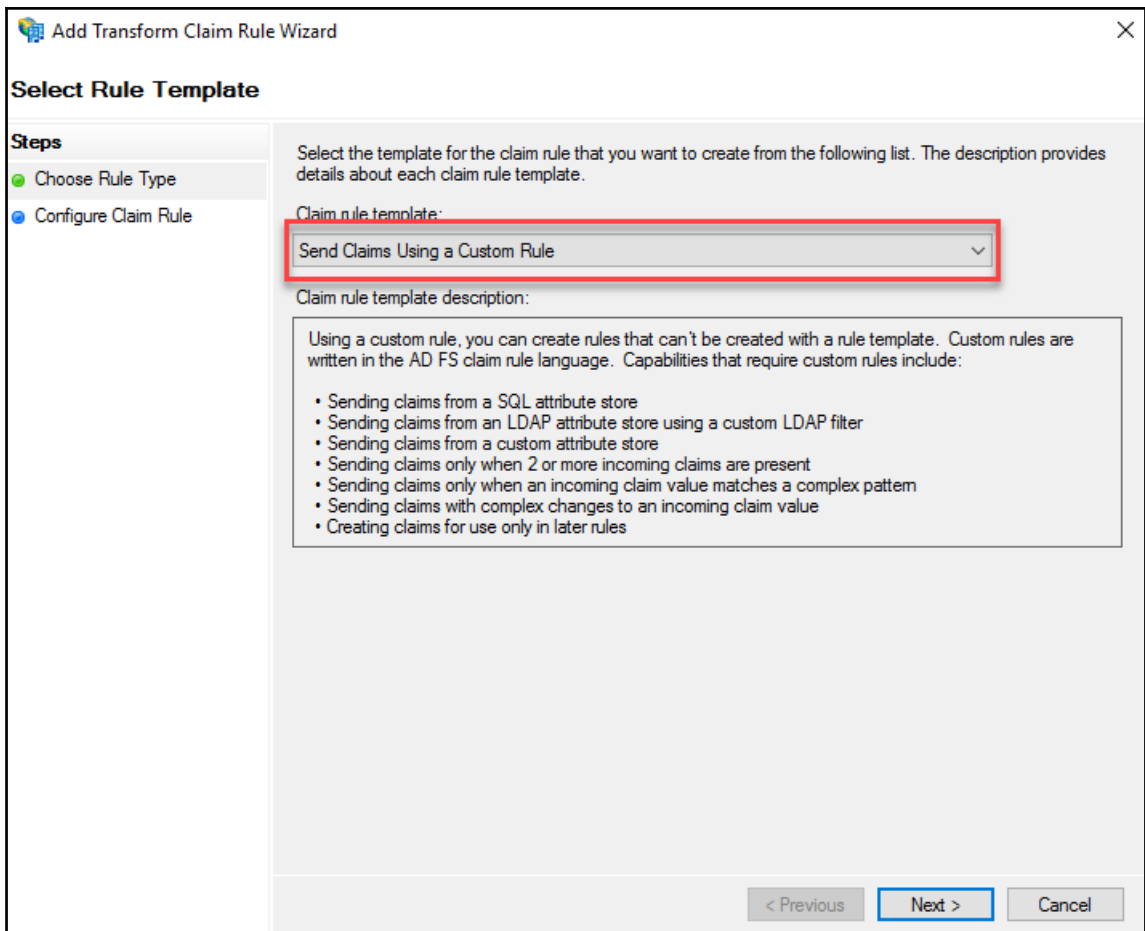 Add Transform Claim Rule Wizard
Select Rule Template
Steps
Choose Rule Type
Configure Claim Rule
Select the template for the claim rule that you want to create from the following list. The description provides
details about each claim rule template.
Claim rule template:
Send Claims Using a Custom Rule
Claim rule template description:
Using a custom rule, you can create rules that can't be created with a rule template. Custom rules are
written in the AD FS claim rule language. Capabilities that require custom rules include:
• Sending claims from a SQL attribute store
• Sending claims from an LDAP attribute store using a custom LDAP filter
• Sending claims from a custom attribute store
• Sending claims only when 2 or more incoming claims are present
• Sending claims only when an incoming claim value matches a complex pattern
• Sending claims with complex changes to an incoming claim value
• Creating claims for use only in later rules
< Previous
Next >
Cancel